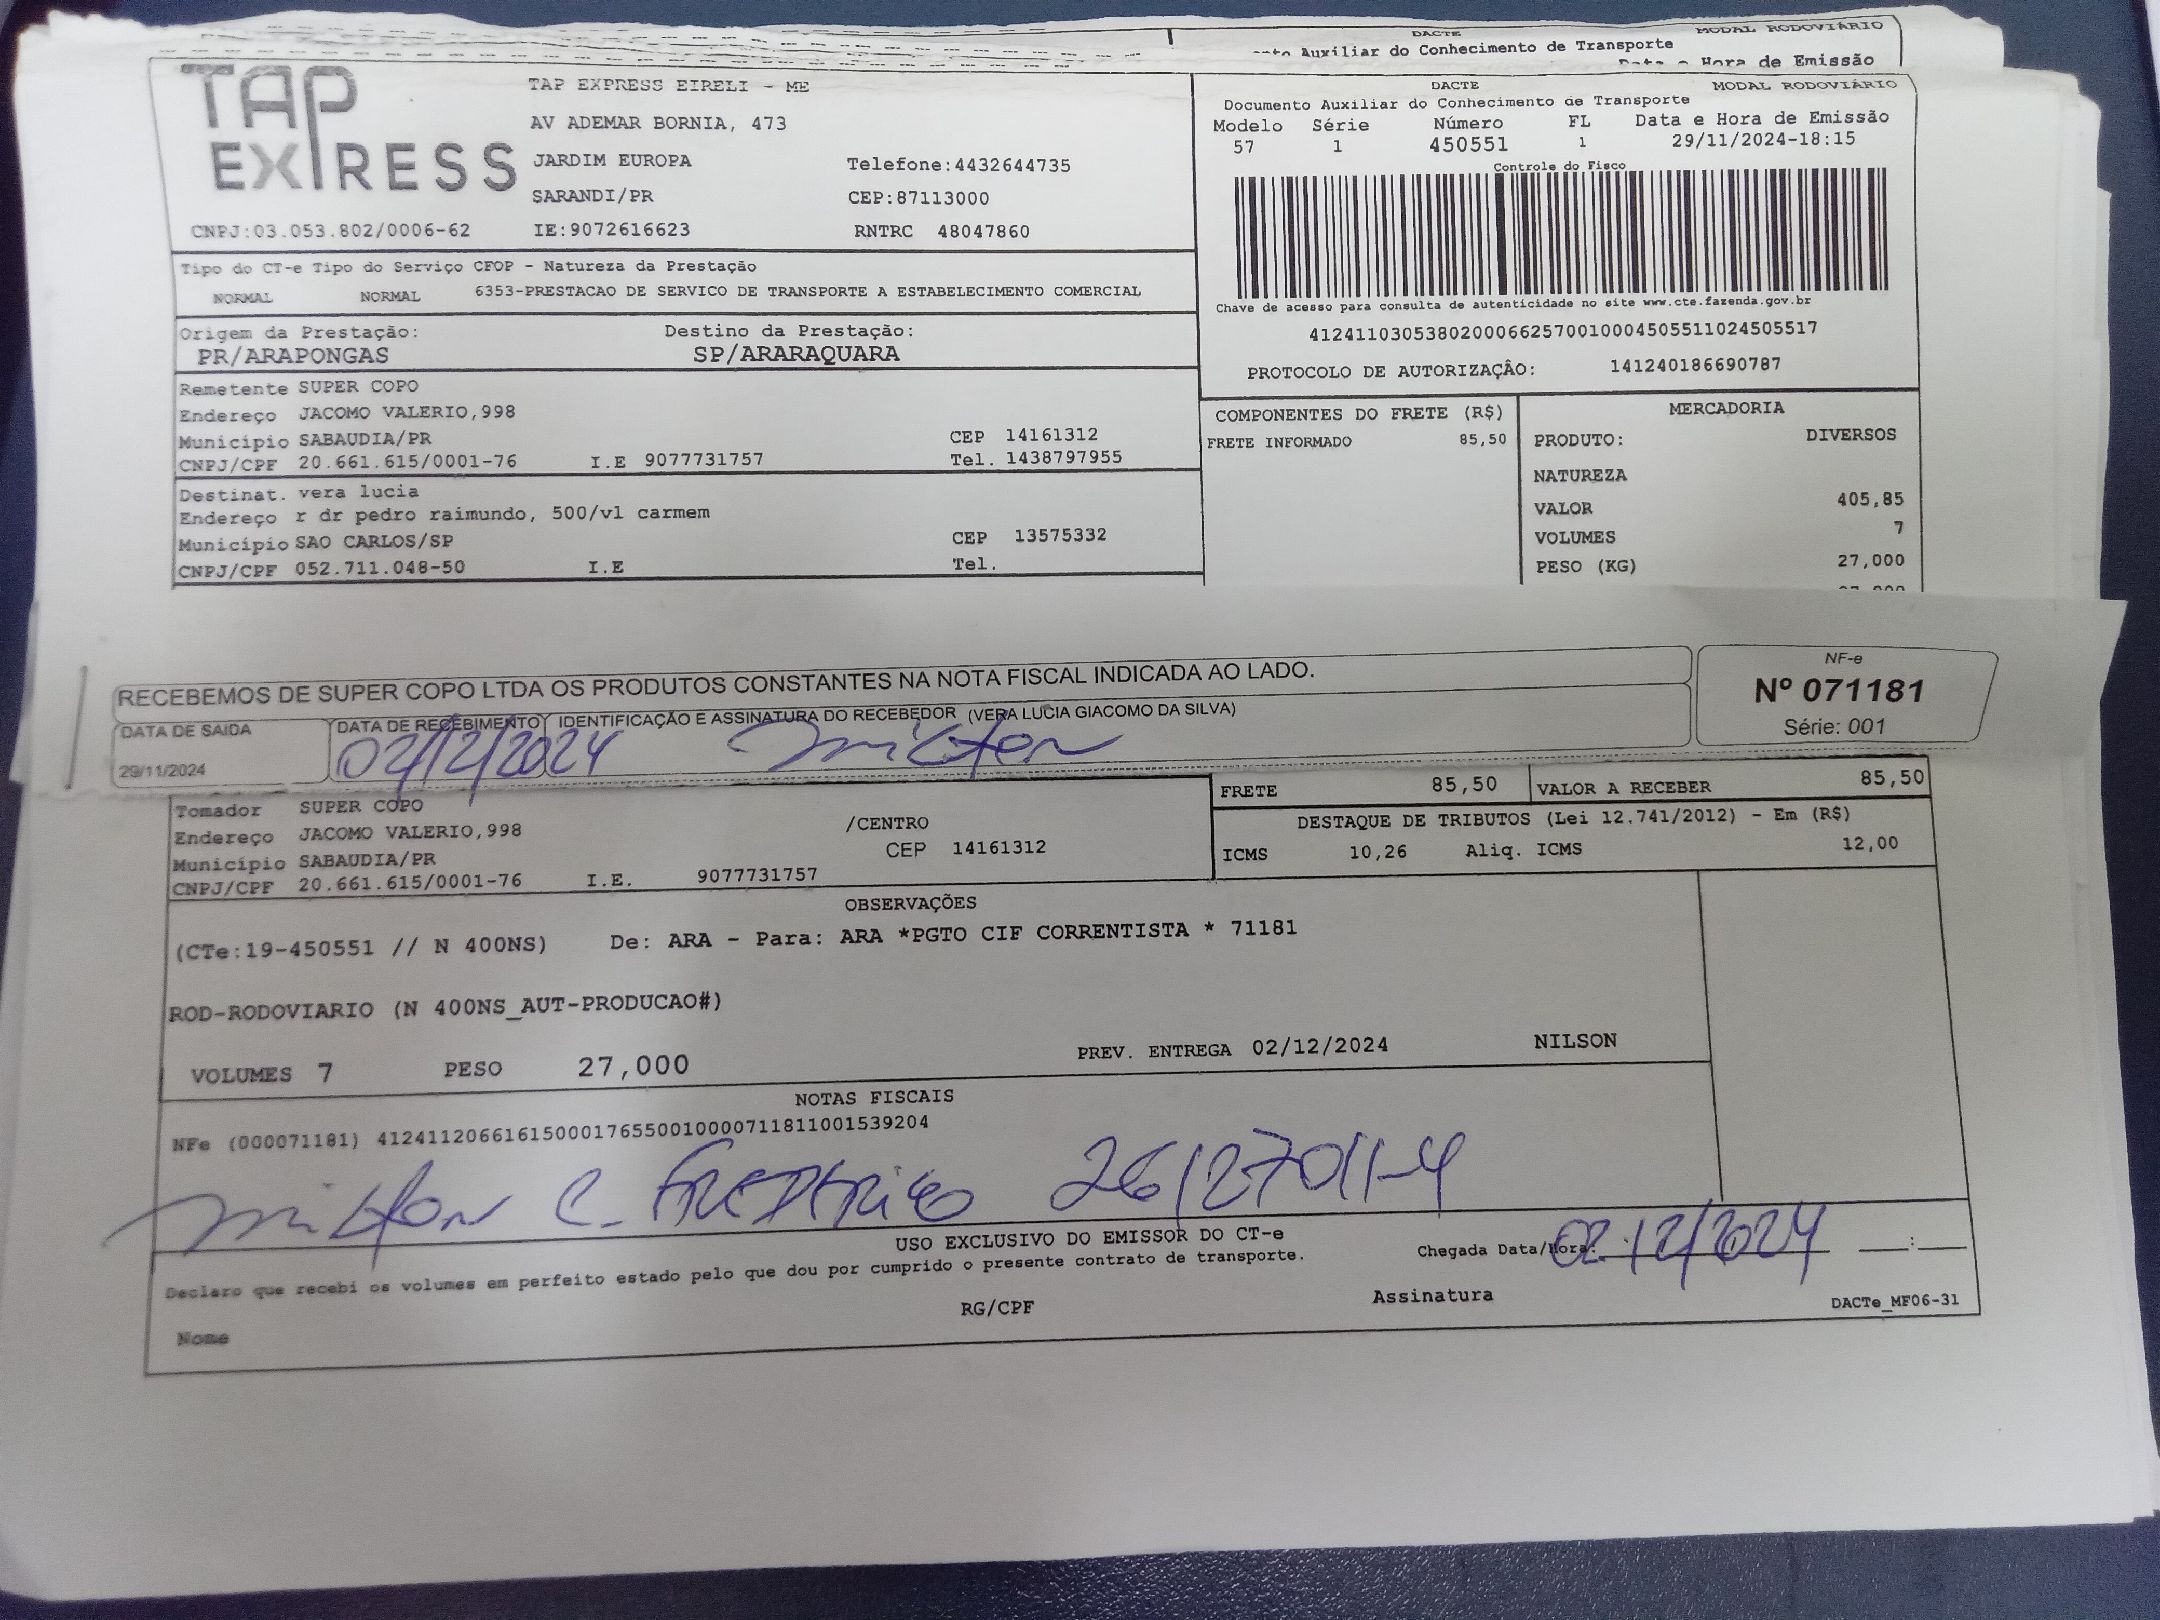 DACTE MODAL RODOVIÁRIO
Auxiliar do Conhecimento de Transporte
Hora de Emissão
TAP EXPRESS
TAP EXPRESS EIRELI - ME
AV ADEMAR BORNIA, 473
JARDIM EUROPA Telefone:4432644735
SARANDI/PR CEP:87113000
CNPJ:03.053.802/0006-62 IE:9072616623 RNTRC 48047860
DACTE MODAL RODOVIÁRIO
Documento Auxiliar do Conhecimento de Transporte
Modelo Série Número FL Data e Hora de Emissão
57 1 450551 1 29/11/2024-18:15
Controle do Fisco
Chave de acesso para consulta de autenticidade no site www.cte.fazenda.gov.br
41241103053802000662570010004505511024505517
PROTOCOLO DE AUTORIZAÇÃO: 141240186690787
Tipo do CT-e Tipo do Serviço CFOP - Natureza da Prestação
NORMAL NORMAL 6353-PRESTACAO DE SERVICO DE TRANSPORTE A ESTABELECIMENTO COMERCIAL
Origem da Prestação: Destino da Prestação:
PR/ARAPONGAS SP/ARARAQUARA
Remetente SUPER COPO
Endereço JACOMO VALERIO,998
Município SABAUDIA/PR CEP 14161312
CNPJ/CPF 20.661.615/0001-76 I.E 9077731757 Tel. 1438797955
Destinat. vera lucia
Endereço r dr pedro raimundo, 500/vl carmem
Município SAO CARLOS/SP CEP 13575332
CNPJ/CPF 052.711.048-50 I.E Tel.
COMPONENTES DO FRETE (R$)
FRETE INFORMADO 85,50
MERCADORIA
PRODUTO: DIVERSOS
NATUREZA
VALOR 405,85
VOLUMES 7
PESO (KG) 27,000
RECEBEMOS DE SUPER COPO LTDA OS PRODUTOS CONSTANTES NA NOTA FISCAL INDICADA AO LADO.
DATA DE SAIDA DATA DE RECEBIMENTO IDENTIFICAÇÃO E ASSINATURA DO RECEBEDOR (VERA LUCIA GIACOMO DA SILVA)
29/11/2024 02/12/2024 milton
NF-e
Nº 071181
Série: 001
Tomador SUPER COPO
Endereço JACOMO VALERIO,998 /CENTRO
Município SABAUDIA/PR CEP 14161312
CNPJ/CPF 20.661.615/0001-76 I.E. 9077731757
FRETE 85,50 VALOR A RECEBER 85,50
DESTAQUE DE TRIBUTOS (Lei 12.741/2012) - Em (R$)
ICMS 10,26 Aliq. ICMS 12,00
OBSERVAÇÕES
(CTe:19-450551 // N 400NS) De: ARA - Para: ARA *PGTO CIF CORRENTISTA * 71181
ROD-RODOVIARIO (N 400NS_AUT-PRODUCAO#)
VOLUMES 7 PESO 27,000 PREV. ENTREGA 02/12/2024 NILSON
NOTAS FISCAIS
NFe (000071181) 41241120661615000176550010000711811001539204
milton C. FREDERICO 26127011-4
USO EXCLUSIVO DO EMISSOR DO CT-e
Declaro que recebi os volumes em perfeito estado pelo que dou por cumprido o presente contrato de transporte.
Chegada Data/Hora: 02/12/2024 :
Nome RG/CPF Assinatura DACTe_MF06-31